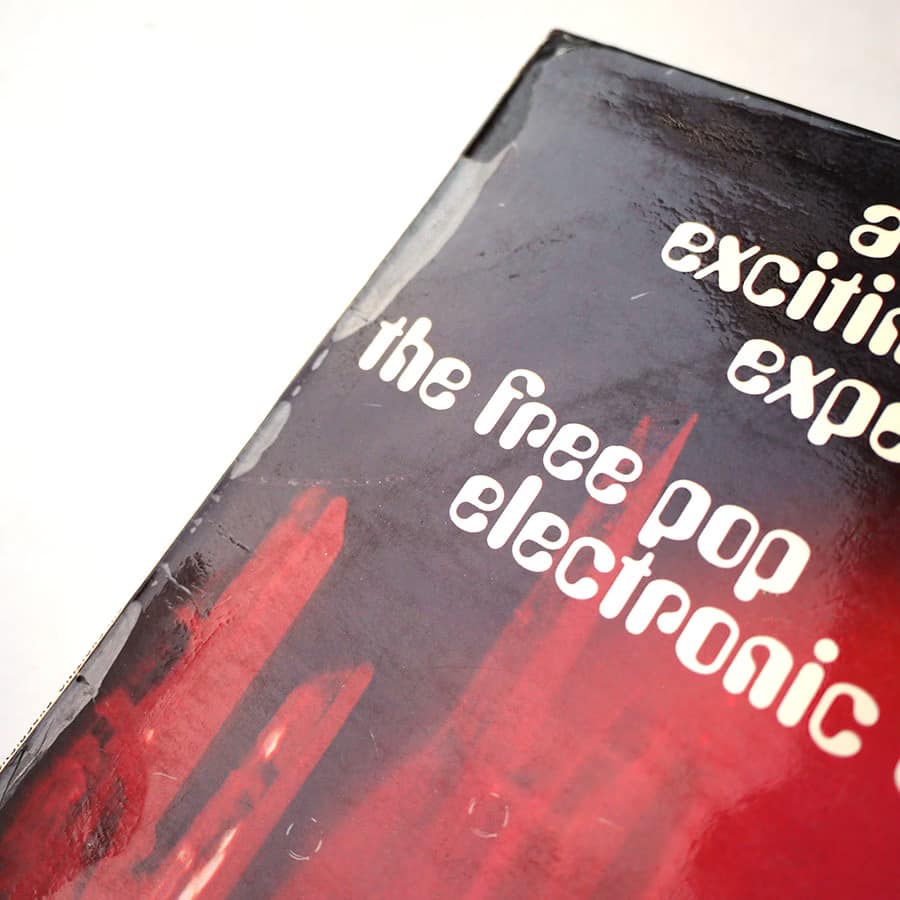 a
excitin
expe
the free pop
electronic c